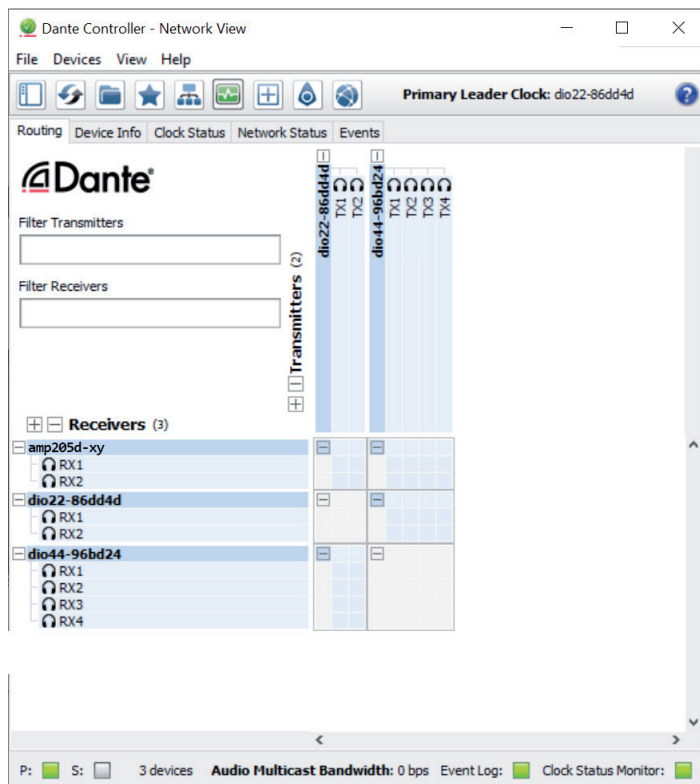 Dante Controller - Network View
File Devices View Help
Primary Leader Clock: dio22-86dd4d
?
Routing Device Info Clock Status Network Status Events
Dante®
Filter Transmitters
Filter Receivers
Transmitters (2)
dio22-86dd4d
TX1
TX2
dio44-96bd24
TX1
TX2
TX3
TX4
Receivers (3)
amp205d-xy
RX1
RX2
dio22-86dd4d
RX1
RX2
dio44-96bd24
RX1
RX2
RX3
RX4
P: S: 3 devices Audio Multicast Bandwidth: 0 bps Event Log: Clock Status Monitor: